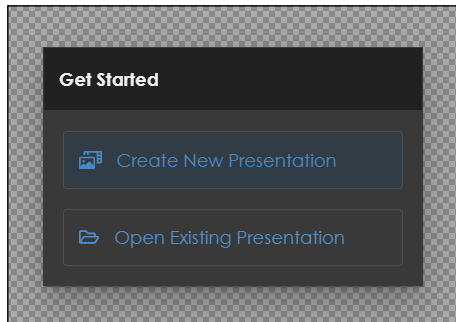 Get Started
Create New Presentation
Open Existing Presentation